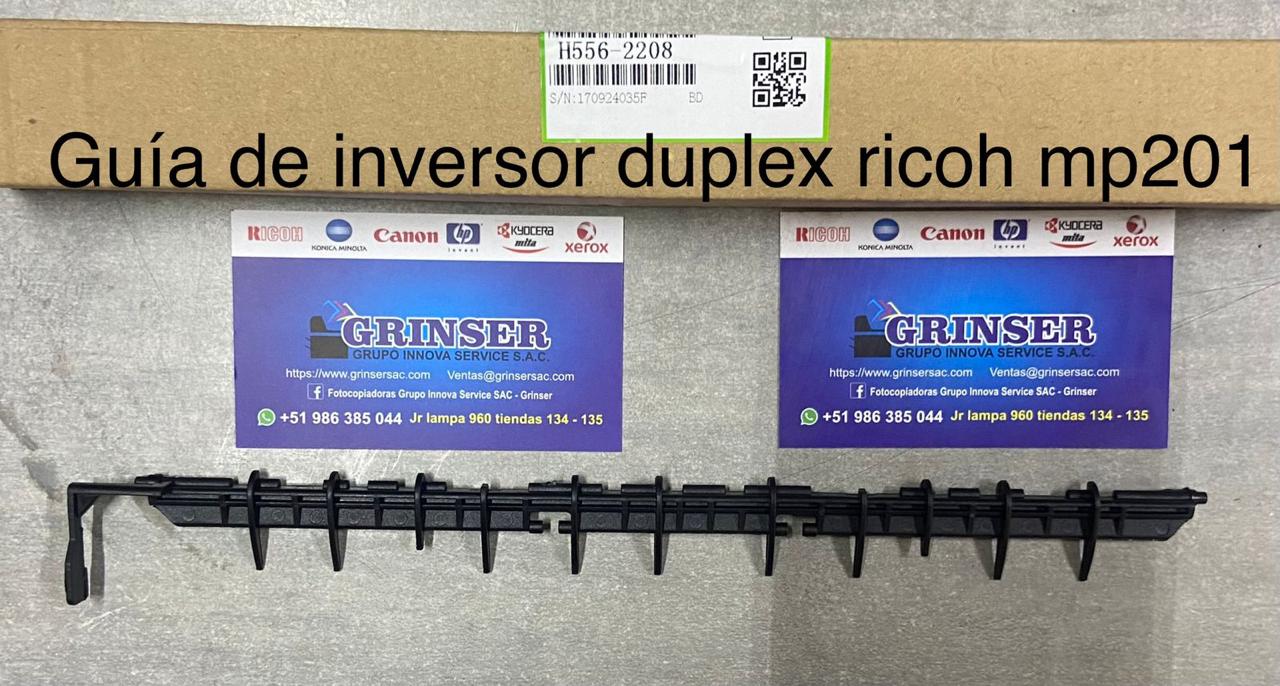 H556-2208
S/N:170924035F BD
Guía de inversor duplex ricoh mp201
RICOH KONICA MINOLTA Canon hp invent KYOCERA mita xerox
GRINSER
GRUPO INNOVA SERVICE S.A.C.
https://www.grinsersac.com Ventas@grinsersac.com
Fotocopiadoras Grupo Innova Service SAC - Grinser
+51 986 385 044 Jr lampa 960 tiendas 134 - 135
RICOH KONICA MINOLTA Canon hp invent KYOCERA mita xerox
GRINSER
GRUPO INNOVA SERVICE S.A.C.
https://www.grinsersac.com Ventas@grinsersac.com
Fotocopiadoras Grupo Innova Service SAC - Grinser
+51 986 385 044 Jr lampa 960 tiendas 134 - 135